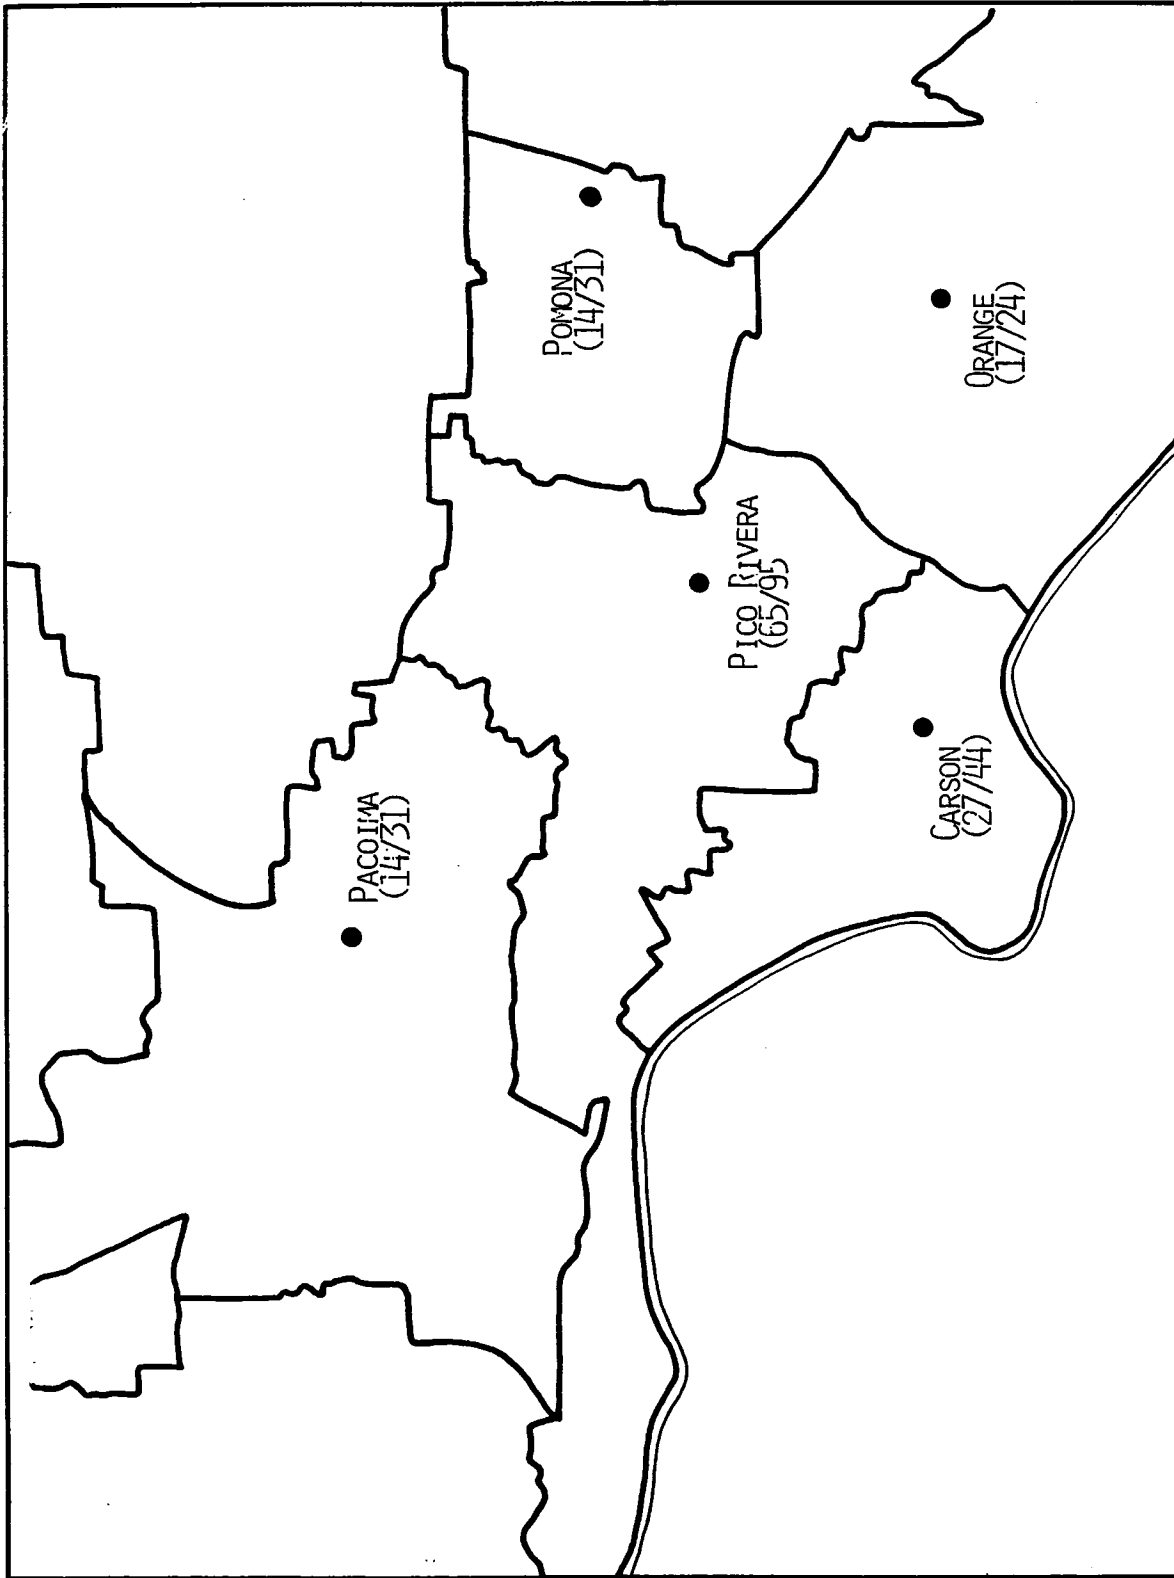 PACOIMA
(14/31)
POMONA
(14/31)
PICO RIVERA
(65/95)
CARSON
(27/44)
ORANGE
(17/24)